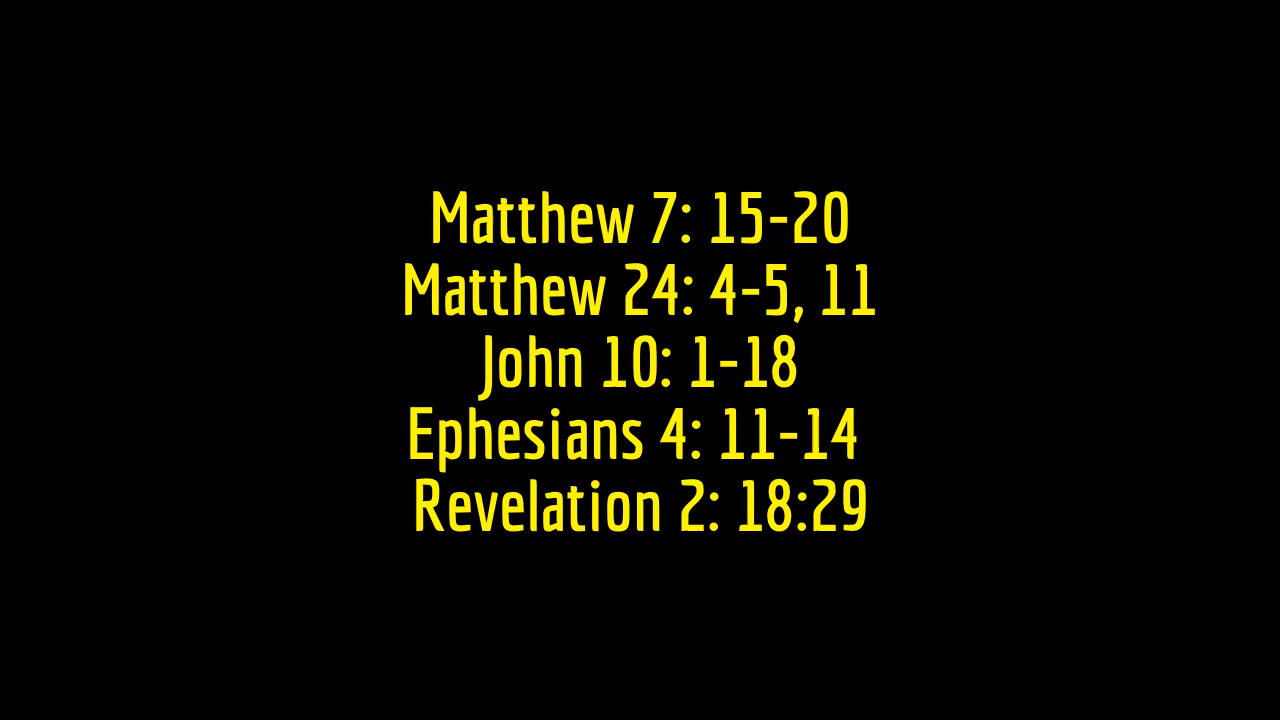 Matthew 7: 15-20
Matthew 24: 4-5, 11
John 10: 1-18
Ephesians 4: 11-14
Revelation 2: 18:29